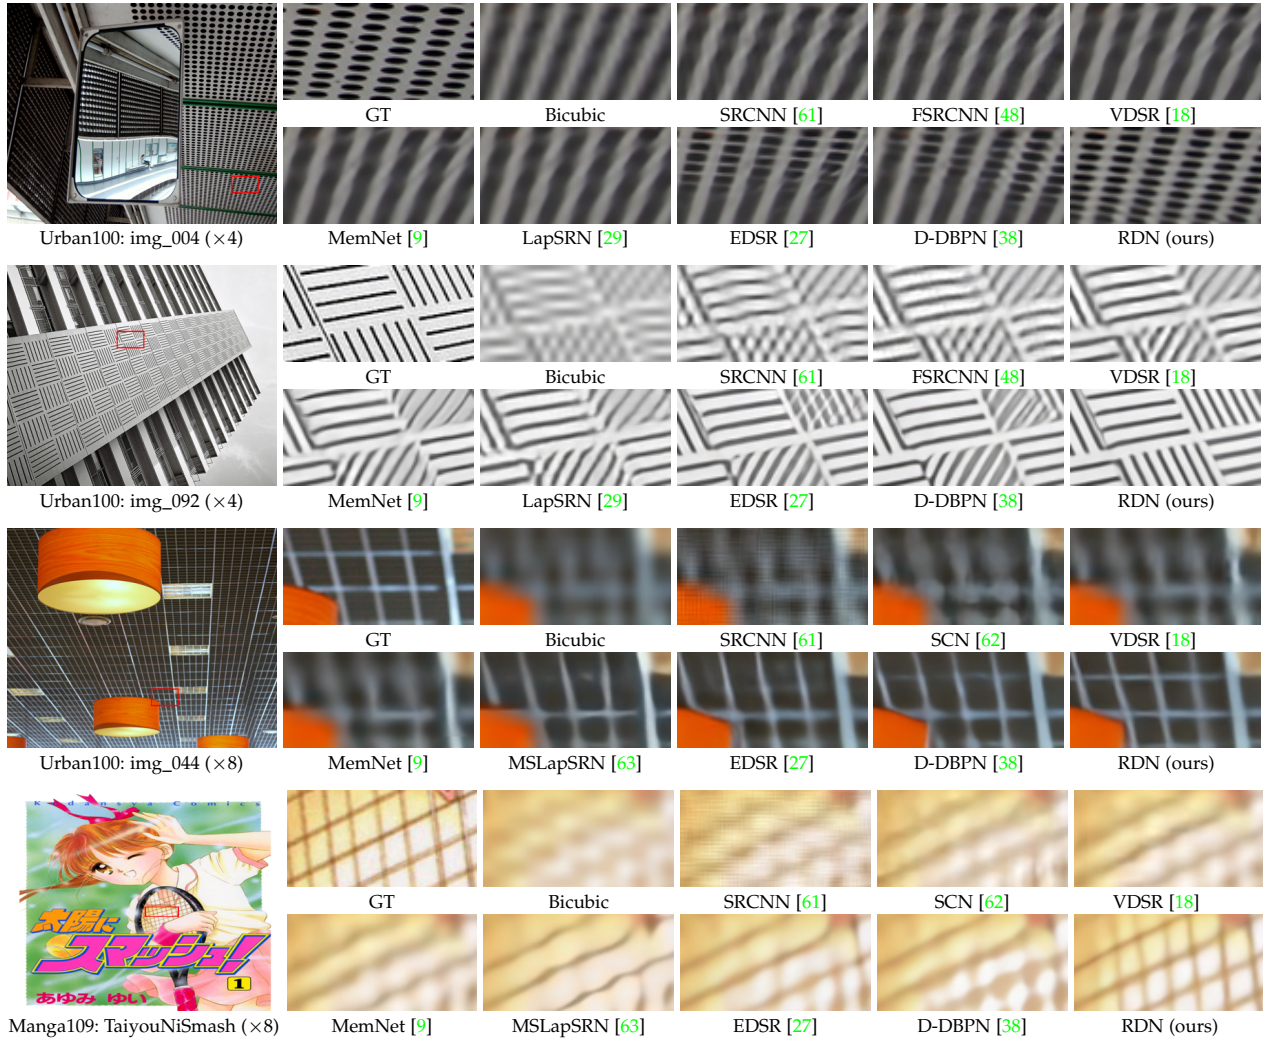 GT Bicubic SRCNN [61] FSRCNN [48] VDSR [18]
Urban100: img_004 (×4) MemNet [9] LapSRN [29] EDSR [27] D-DBPN [38] RDN (ours)
GT Bicubic SRCNN [61] FSRCNN [48] VDSR [18]
Urban100: img_092 (×4) MemNet [9] LapSRN [29] EDSR [27] D-DBPN [38] RDN (ours)
GT Bicubic SRCNN [61] SCN [62] VDSR [18]
Urban100: img_044 (×8) MemNet [9] MSLapSRN [63] EDSR [27] D-DBPN [38] RDN (ours)
Kodansya Comics
太陽に
スマッシュ!
1
あゆみ ゆい
GT Bicubic SRCNN [61] SCN [62] VDSR [18]
Manga109: TaiyouNiSmash (×8) MemNet [9] MSLapSRN [63] EDSR [27] D-DBPN [38] RDN (ours)